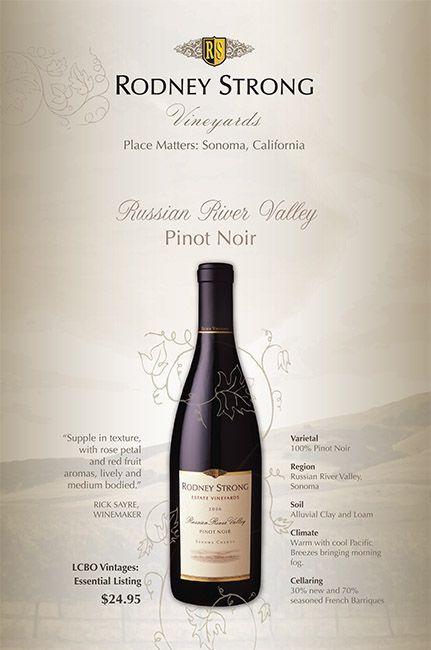 RS
RODNEY STRONG
Vineyards
Place Matters: Sonoma, California
Russian River Valley
Pinot Noir
"Supple in texture,
with rose petal
and red fruit
aromas, lively and
medium bodied."
RICK SAYRE,
WINEMAKER
LCBO Vintages:
Essential Listing
$24.95
RODNEY STRONG
ESTATE VINEYARDS
2006
Russian River Valley
PINOT NOIR
SONOMA COUNTY
Varietal
100% Pinot Noir
Region
Russian River Valley,
Sonoma
Soil
Alluvial Clay and Loam
Climate
Warm with cool Pacific
Breezes bringing morning
fog.
Cellaring
30% new and 70%
seasoned French Barriques